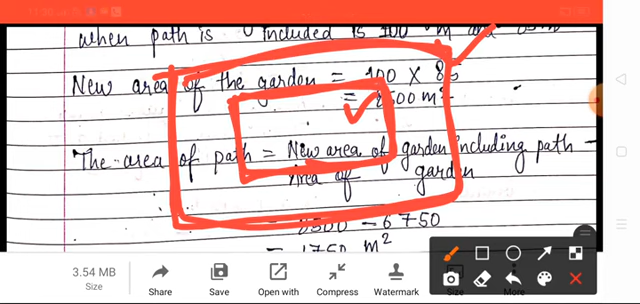 when path is included is 100 m and
New area of the garden = 100 X 85
= 8500 m²
The area of path = New area of garden including path -
Area of garden
= 8500 - 6750
= 1750 m²
3.54 MB
Size
Share
Save
Open with
Compress
Watermark
Size
More